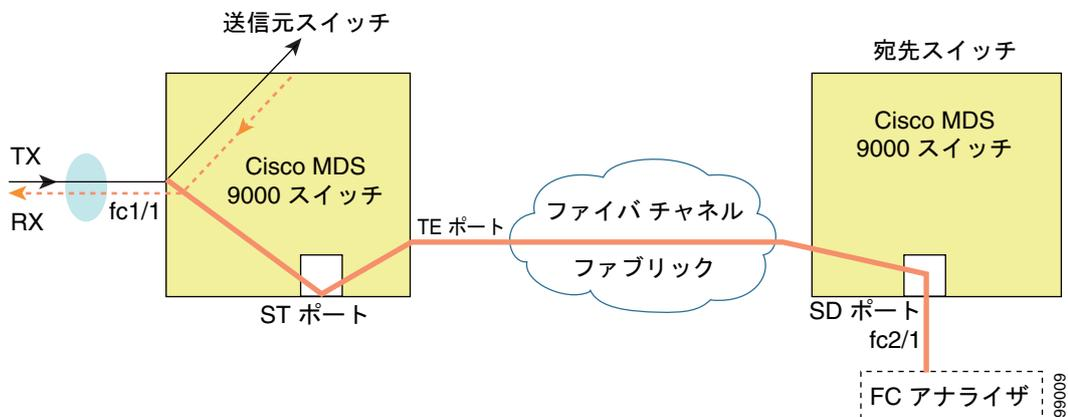 送信元スイッチ
宛先スイッチ
Cisco MDS
9000 スイッチ
Cisco MDS
9000 スイッチ
TX
RX
fc1/1
TE ポート
ファイバ チャネル
ファブリック
ST ポート
SD ポート
fc2/1
FC アナライザ
99009